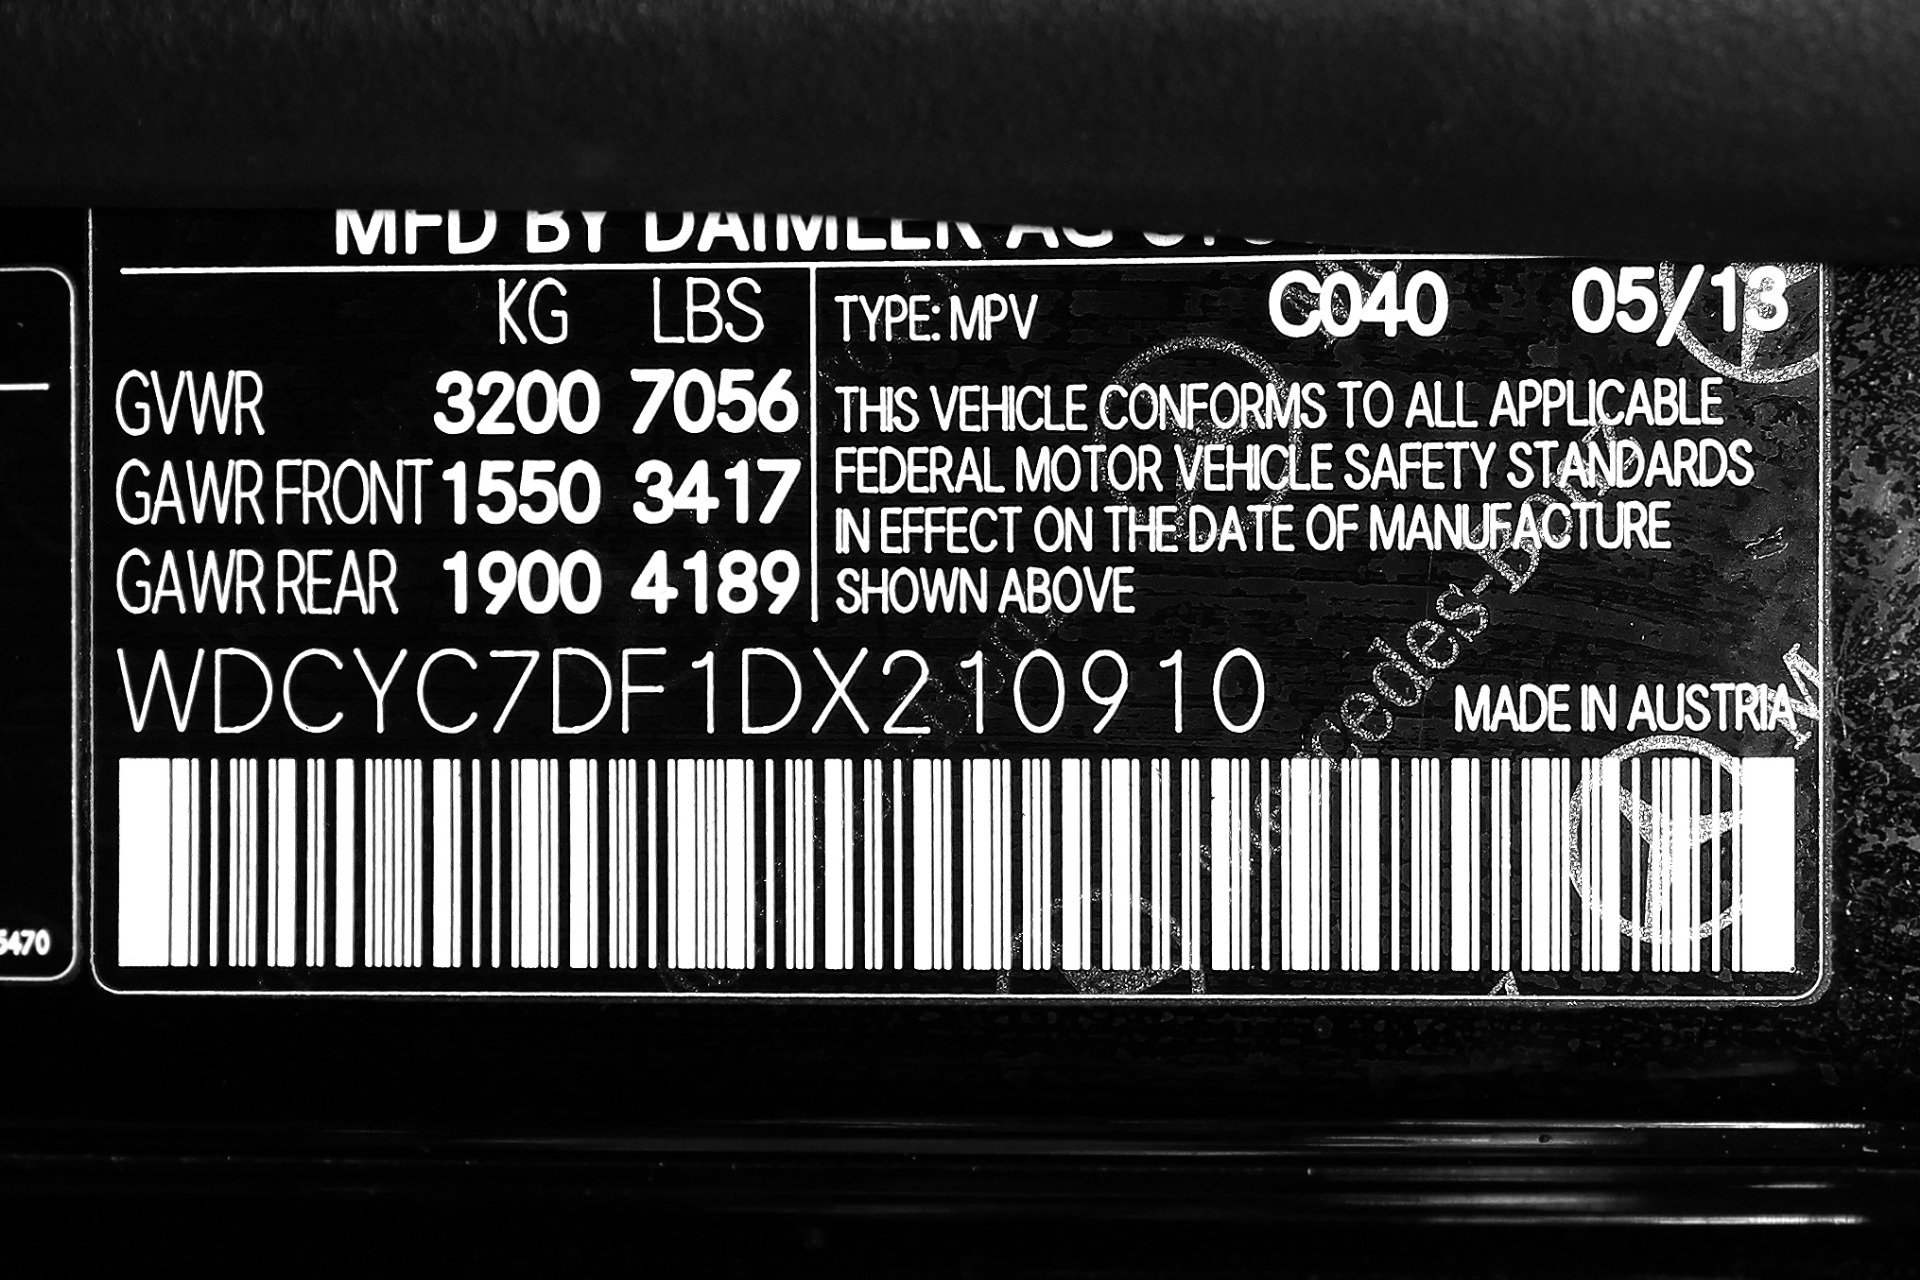 MFD BY DAIMLER AG
KG LBS
GVWR 3200 7056
GAWR FRONT 1550 3417
GAWR REAR 1900 4189
TYPE: MPV C040 05/13
THIS VEHICLE CONFORMS TO ALL APPLICABLE
FEDERAL MOTOR VEHICLE SAFETY STANDARDS
IN EFFECT ON THE DATE OF MANUFACTURE
SHOWN ABOVE
WDCYC7DF1DX210910
MADE IN AUSTRIA
5470